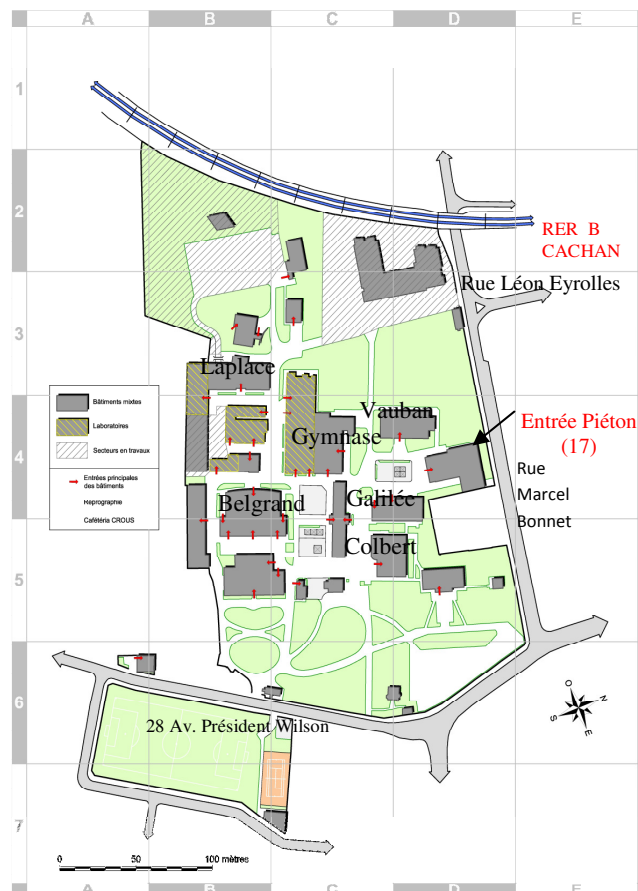 A B C D E
1
2
RER B
CACHAN
Rue Léon Eyrolles
3
Laplace
Bâtiments mixtes
Laboratoires
Secteurs en travaux
Entrées principales
des bâtiments
Reprographie
Cafétéria CROUS
Vauban
Entrée Piéton
(17)
Gymnase
4
Rue
Marcel
Bonnet
Belgrand
Galilée
Colbert
5
6
O
N
S
E
28 Av. Président Wilson
7
0 50 100 mètres
A B C D E